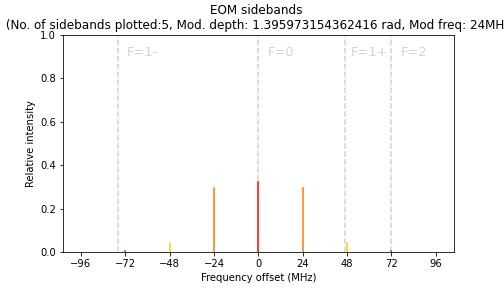 EOM sidebands
(No. of sidebands plotted:5, Mod. depth: 1.395973154362416 rad, Mod freq: 24MH
1.0
F=1- F=0 F=1+ F=2
0.8
0.6
0.4
0.2
0.0
Relative intensity
−96 −72 −48 −24 0 24 48 72 96
Frequency offset (MHz)